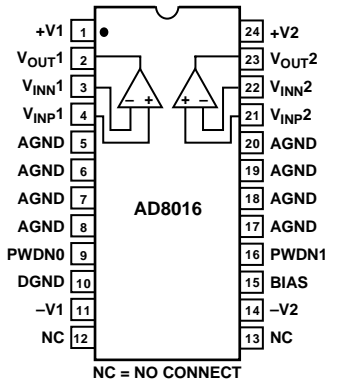 +V1 1 24 +V2
VOUT1 2 23 VOUT2
VINN1 3 22 VINN2
– + – +
VINP1 4 21 VINP2
AGND 5 20 AGND
AGND 6 19 AGND
AGND 7 18 AGND
AD8016
AGND 8 17 AGND
PWDN0 9 16 PWDN1
DGND 10 15 BIAS
–V1 11 14 –V2
NC 12 13 NC
NC = NO CONNECT